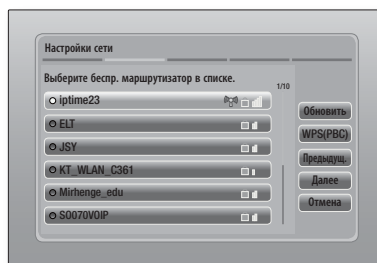 Настройки сети
Выберите беспр. маршрутизатор в списке.
1/10
iptime23
ELT
JSY
KT_WLAN_C361
Mirhenge_edu
SO070VOIP
Обновить
WPS(PBC)
Предыдущ.
Далее
Отмена